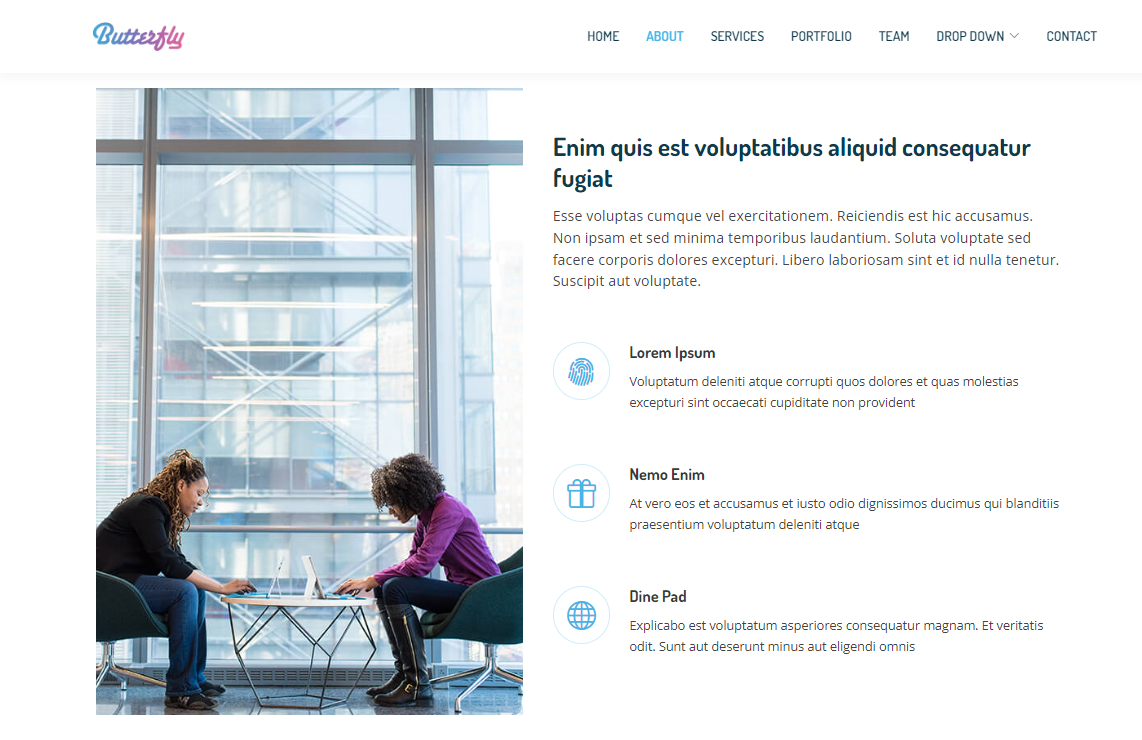 Butterfly
HOME
ABOUT
SERVICES
PORTFOLIO
TEAM
DROP DOWN
CONTACT
Enim quis est voluptatibus aliquid consequatur
fugiat
Esse voluptas cumque vel exercitationem. Reiciendis est hic accusamus.
Non ipsam et sed minima temporibus laudantium. Soluta voluptate sed
facere corporis dolores excepturi. Libero laboriosam sint et id nulla tenetur.
Suscipit aut voluptate.
Lorem Ipsum
Voluptatum deleniti atque corrupti quos dolores et quas molestias
excepturi sint occaecati cupiditate non provident
Nemo Enim
At vero eos et accusamus et iusto odio dignissimos ducimus qui blanditiis
praesentium voluptatum deleniti atque
Dine Pad
Explicabo est voluptatum asperiores consequatur magnam. Et veritatis
odit. Sunt aut deserunt minus aut eligendi omnis